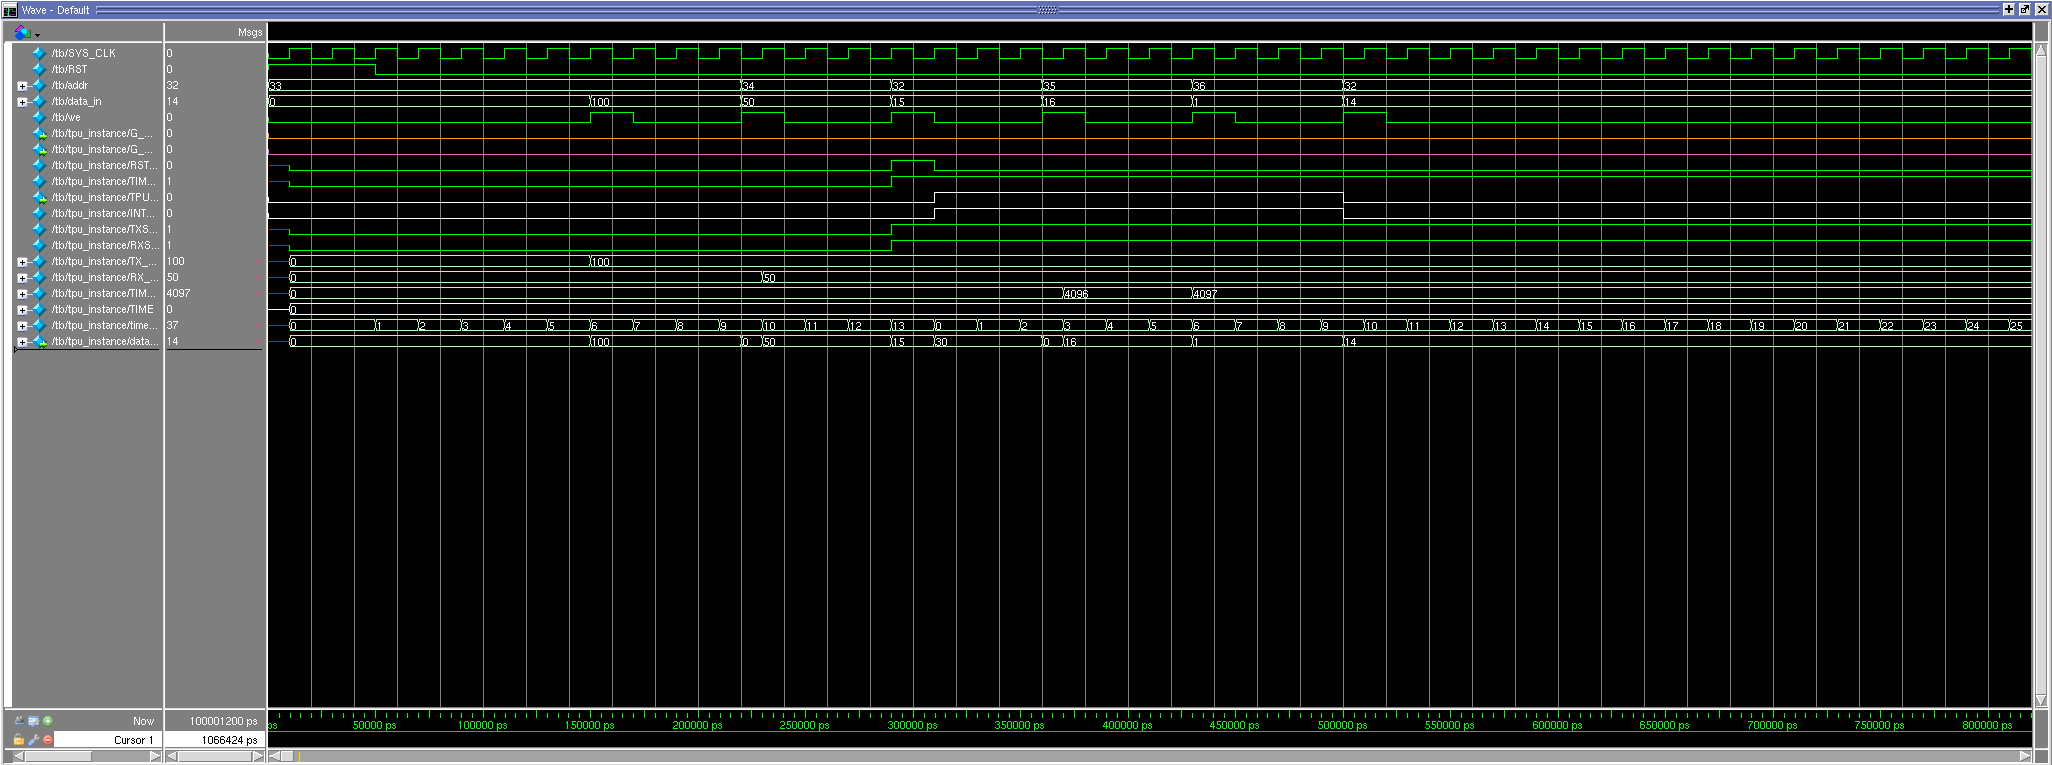 Wave - Default
Msgs
/tb/SYS_CLK 0
/tb/RST 0
/tb/addr 32 33 34 32 35 36 32
/tb/data_in 14 0 100 50 15 16 1 14
/tb/we 0
/tb/tpu_instance/G_... 0
/tb/tpu_instance/G_... 0
/tb/tpu_instance/RST... 0
/tb/tpu_instance/TIM... 1
/tb/tpu_instance/TPU... 0
/tb/tpu_instance/INT... 0
/tb/tpu_instance/TXS... 1
/tb/tpu_instance/RXS... 1
/tb/tpu_instance/TX_... 100 0 100
/tb/tpu_instance/RX_... 50 0 50
/tb/tpu_instance/TIM... 4097 0 4096 4097
/tb/tpu_instance/TIME 0 0
/tb/tpu_instance/time... 37 0 1 2 3 4 5 6 7 8 9 10 11 12 13 0 1 2 3 4 5 6 7 8 9 10 11 12 13 14 15 16 17 18 19 20 21 22 23 24 25
/tb/tpu_instance/data... 14 0 100 0 50 15 30 0 16 1 14
Now 100001200 ps ps 50000 ps 100000 ps 150000 ps 200000 ps 250000 ps 300000 ps 350000 ps 400000 ps 450000 ps 500000 ps 550000 ps 600000 ps 650000 ps 700000 ps 750000 ps 800000 ps
Cursor 1 1066424 ps